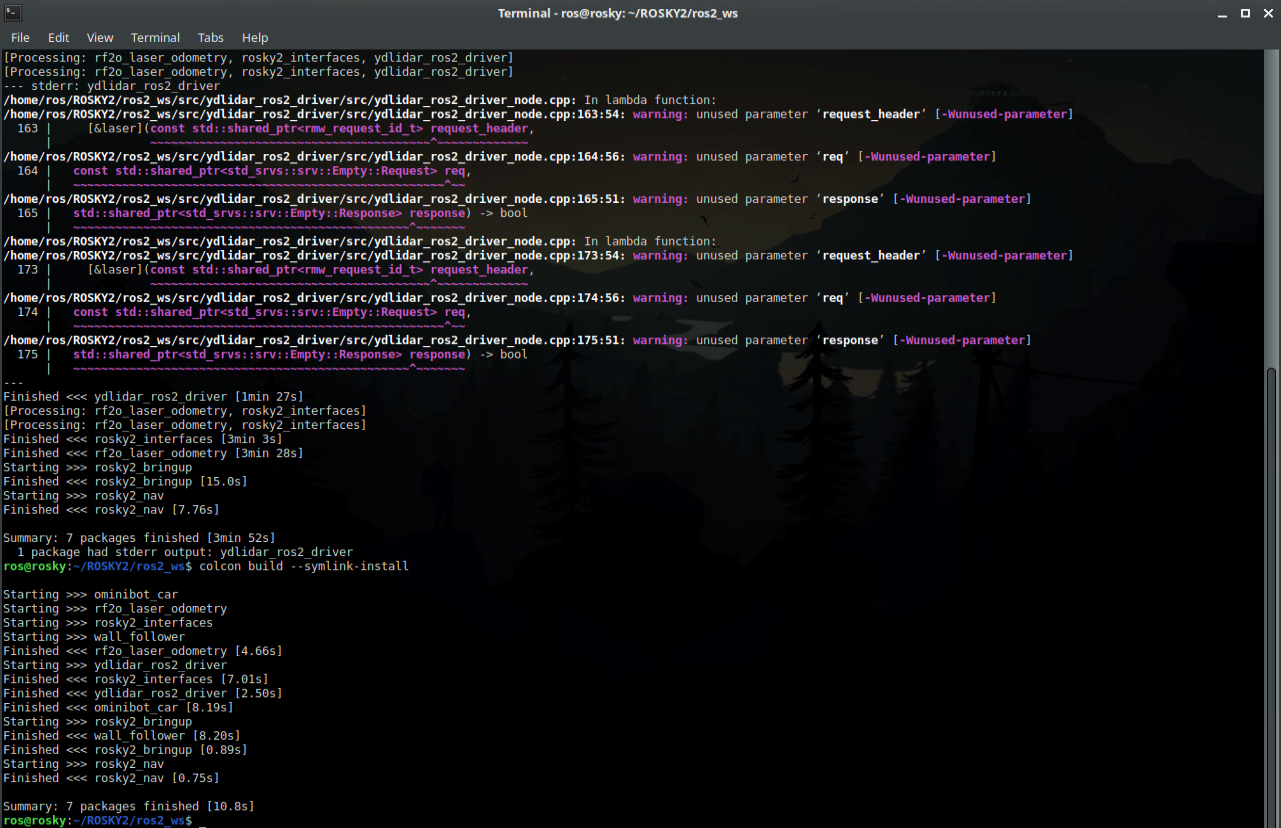 Terminal - ros@rosky: ~/ROSKY2/ros2_ws
File Edit View Terminal Tabs Help
[Processing: rf2o_laser_odometry, rosky2_interfaces, ydlidar_ros2_driver]
[Processing: rf2o_laser_odometry, rosky2_interfaces, ydlidar_ros2_driver]
--- stderr: ydlidar_ros2_driver
/home/ros/ROSKY2/ros2_ws/src/ydlidar_ros2_driver/src/ydlidar_ros2_driver_node.cpp: In lambda function:
/home/ros/ROSKY2/ros2_ws/src/ydlidar_ros2_driver/src/ydlidar_ros2_driver_node.cpp:163:54: warning: unused parameter ‘request_header’ [-Wunused-parameter]
  163 |     [&laser](const std::shared_ptr<rmw_request_id_t> request_header,
      |              ~~~~~~~~~~~~~~~~~~~~~~~~~~~~~~~~~~~~~~~~^~~~~~~~~~~~~~
/home/ros/ROSKY2/ros2_ws/src/ydlidar_ros2_driver/src/ydlidar_ros2_driver_node.cpp:164:56: warning: unused parameter ‘req’ [-Wunused-parameter]
  164 |   const std::shared_ptr<std_srvs::srv::Empty::Request> req,
      |   ~~~~~~~~~~~~~~~~~~~~~~~~~~~~~~~~~~~~~~~~~~~~~~~~~~~~~^~~
/home/ros/ROSKY2/ros2_ws/src/ydlidar_ros2_driver/src/ydlidar_ros2_driver_node.cpp:165:51: warning: unused parameter ‘response’ [-Wunused-parameter]
  165 |   std::shared_ptr<std_srvs::srv::Empty::Response> response) -> bool
      |   ~~~~~~~~~~~~~~~~~~~~~~~~~~~~~~~~~~~~~~~~~~~~~~~~^~~~~~~~
/home/ros/ROSKY2/ros2_ws/src/ydlidar_ros2_driver/src/ydlidar_ros2_driver_node.cpp: In lambda function:
/home/ros/ROSKY2/ros2_ws/src/ydlidar_ros2_driver/src/ydlidar_ros2_driver_node.cpp:173:54: warning: unused parameter ‘request_header’ [-Wunused-parameter]
  173 |     [&laser](const std::shared_ptr<rmw_request_id_t> request_header,
      |              ~~~~~~~~~~~~~~~~~~~~~~~~~~~~~~~~~~~~~~~~^~~~~~~~~~~~~~
/home/ros/ROSKY2/ros2_ws/src/ydlidar_ros2_driver/src/ydlidar_ros2_driver_node.cpp:174:56: warning: unused parameter ‘req’ [-Wunused-parameter]
  174 |   const std::shared_ptr<std_srvs::srv::Empty::Request> req,
      |   ~~~~~~~~~~~~~~~~~~~~~~~~~~~~~~~~~~~~~~~~~~~~~~~~~~~~~^~~
/home/ros/ROSKY2/ros2_ws/src/ydlidar_ros2_driver/src/ydlidar_ros2_driver_node.cpp:175:51: warning: unused parameter ‘response’ [-Wunused-parameter]
  175 |   std::shared_ptr<std_srvs::srv::Empty::Response> response) -> bool
      |   ~~~~~~~~~~~~~~~~~~~~~~~~~~~~~~~~~~~~~~~~~~~~~~~~^~~~~~~~
---
Finished <<< ydlidar_ros2_driver [1min 27s]
[Processing: rf2o_laser_odometry, rosky2_interfaces]
[Processing: rf2o_laser_odometry, rosky2_interfaces]
Finished <<< rosky2_interfaces [3min 3s]
Finished <<< rf2o_laser_odometry [3min 28s]
Starting >>> rosky2_bringup
Finished <<< rosky2_bringup [15.0s]
Starting >>> rosky2_nav
Finished <<< rosky2_nav [7.76s]
Summary: 7 packages finished [3min 52s]
  1 package had stderr output: ydlidar_ros2_driver
ros@rosky:~/ROSKY2/ros2_ws$ colcon build --symlink-install
Starting >>> ominibot_car
Starting >>> rf2o_laser_odometry
Starting >>> rosky2_interfaces
Starting >>> wall_follower
Finished <<< rf2o_laser_odometry [4.66s]
Starting >>> ydlidar_ros2_driver
Finished <<< rosky2_interfaces [7.01s]
Finished <<< ydlidar_ros2_driver [2.50s]
Finished <<< ominibot_car [8.19s]
Starting >>> rosky2_bringup
Finished <<< wall_follower [8.20s]
Finished <<< rosky2_bringup [0.89s]
Starting >>> rosky2_nav
Finished <<< rosky2_nav [0.75s]
Summary: 7 packages finished [10.8s]
ros@rosky:~/ROSKY2/ros2_ws$ _